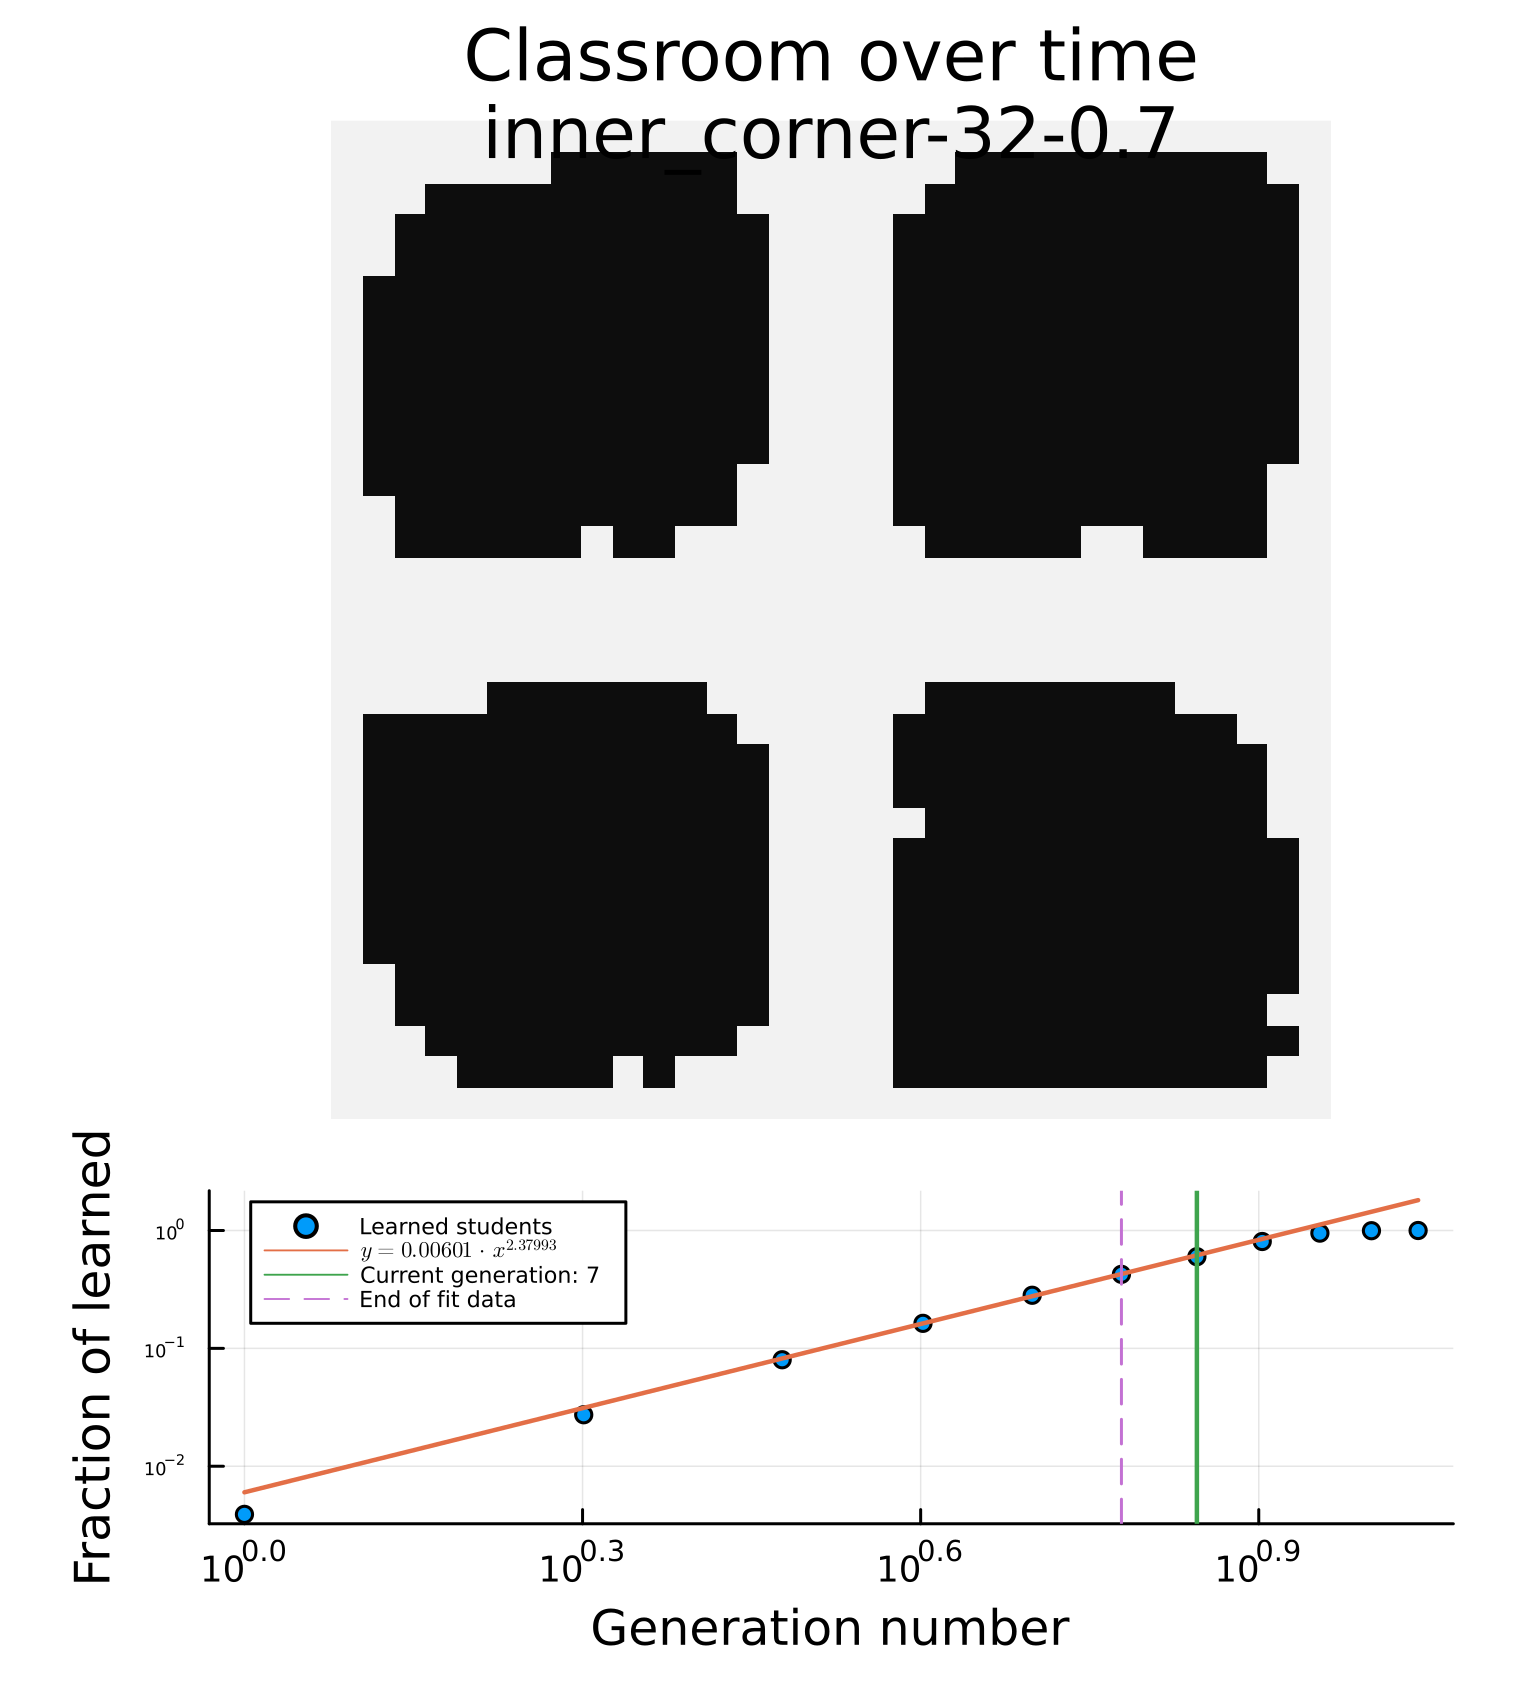 Classroom over time
inner_corner-32-0.7
Fraction of learned
10^0
10^−1
10^−2
Learned students
y = 0.00601 · x^2.37993
Current generation: 7
End of fit data
10^0.0 10^0.3 10^0.6 10^0.9
Generation number